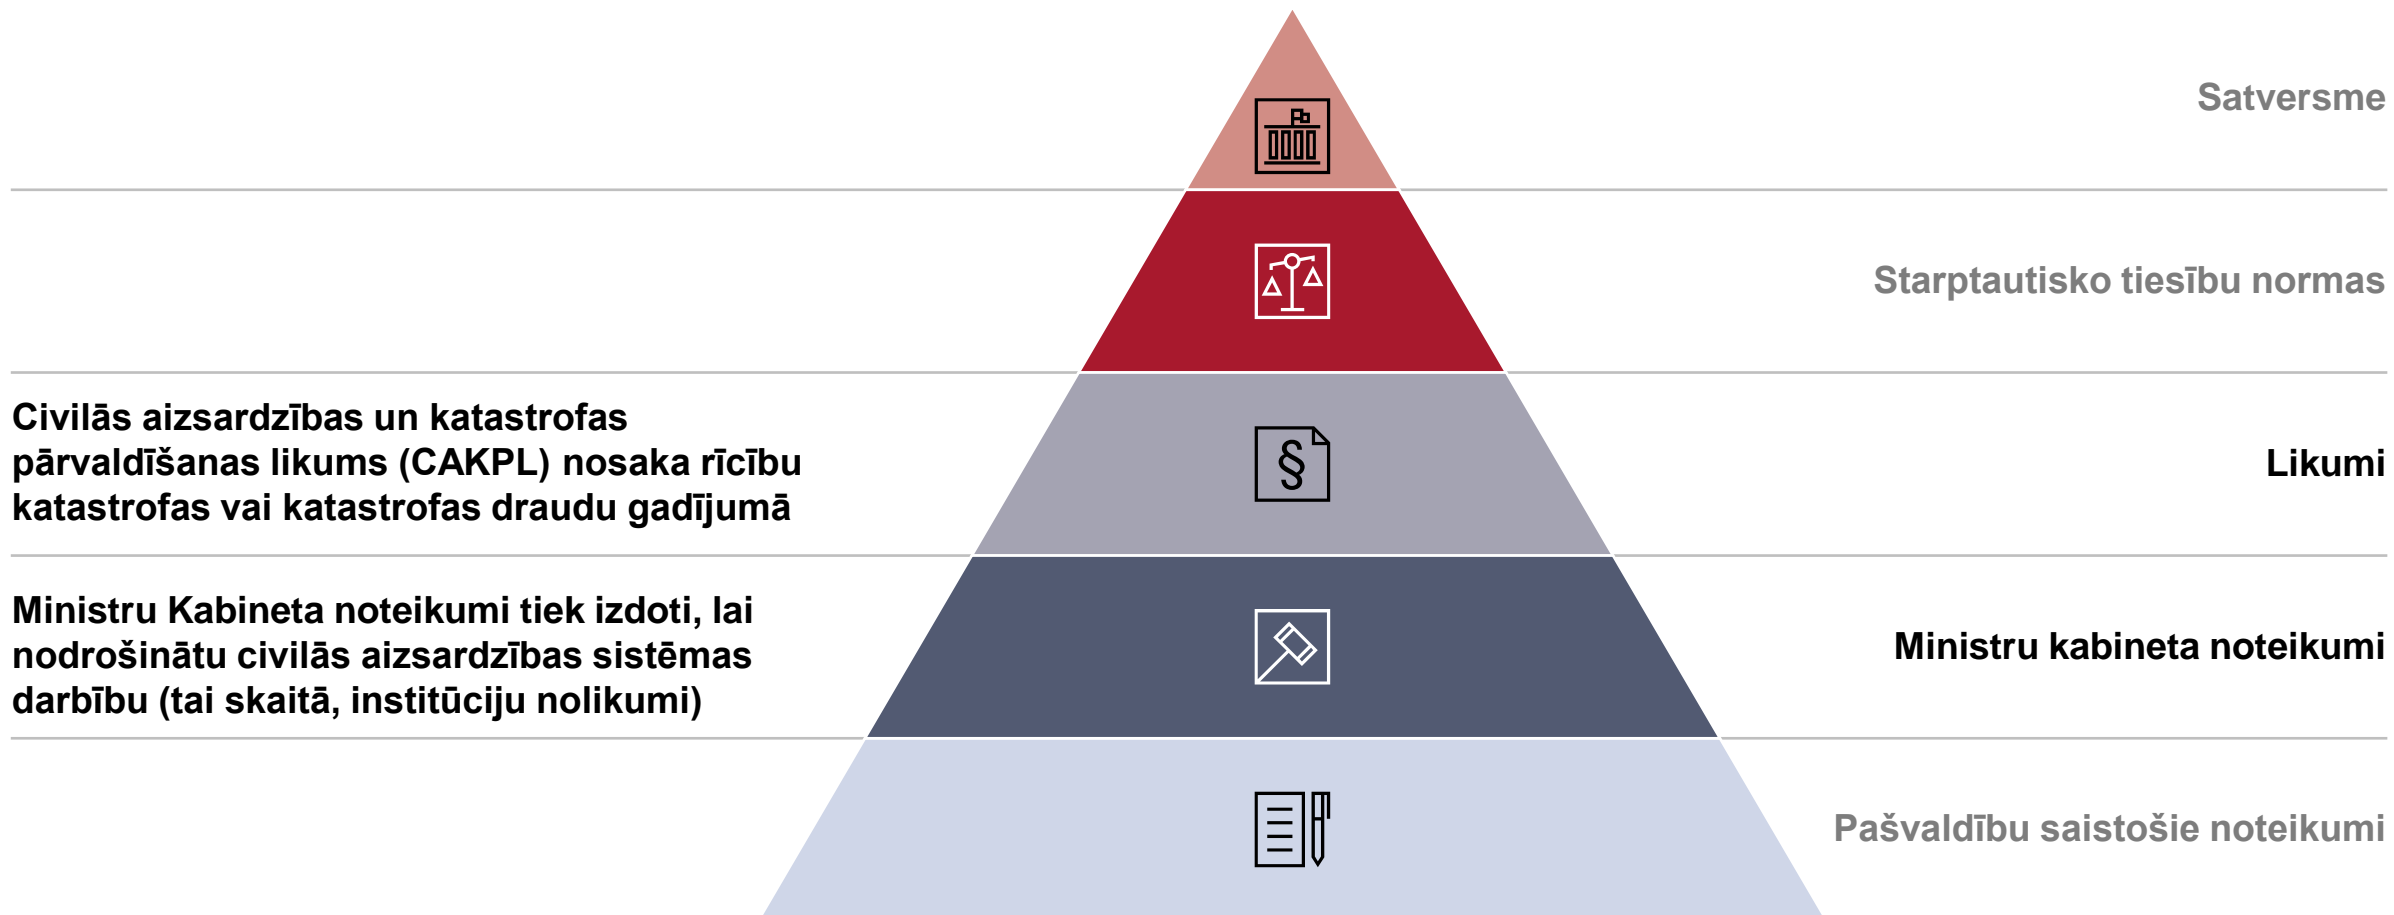 Satversme
Starptautisko tiesību normas
Civilās aizsardzības un katastrofas
pārvaldīšanas likums (CAKPL) nosaka rīcību
katastrofas vai katastrofas draudu gadījumā
Likumi
Ministru Kabineta noteikumi tiek izdoti, lai
nodrošinātu civilās aizsardzības sistēmas
darbību (tai skaitā, institūciju nolikumi)
Ministru kabineta noteikumi
Pašvaldību saistošie noteikumi
§